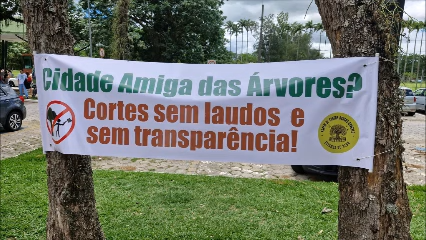 Cidade Amiga das Árvores?
Cortes sem laudos e
sem transparência!